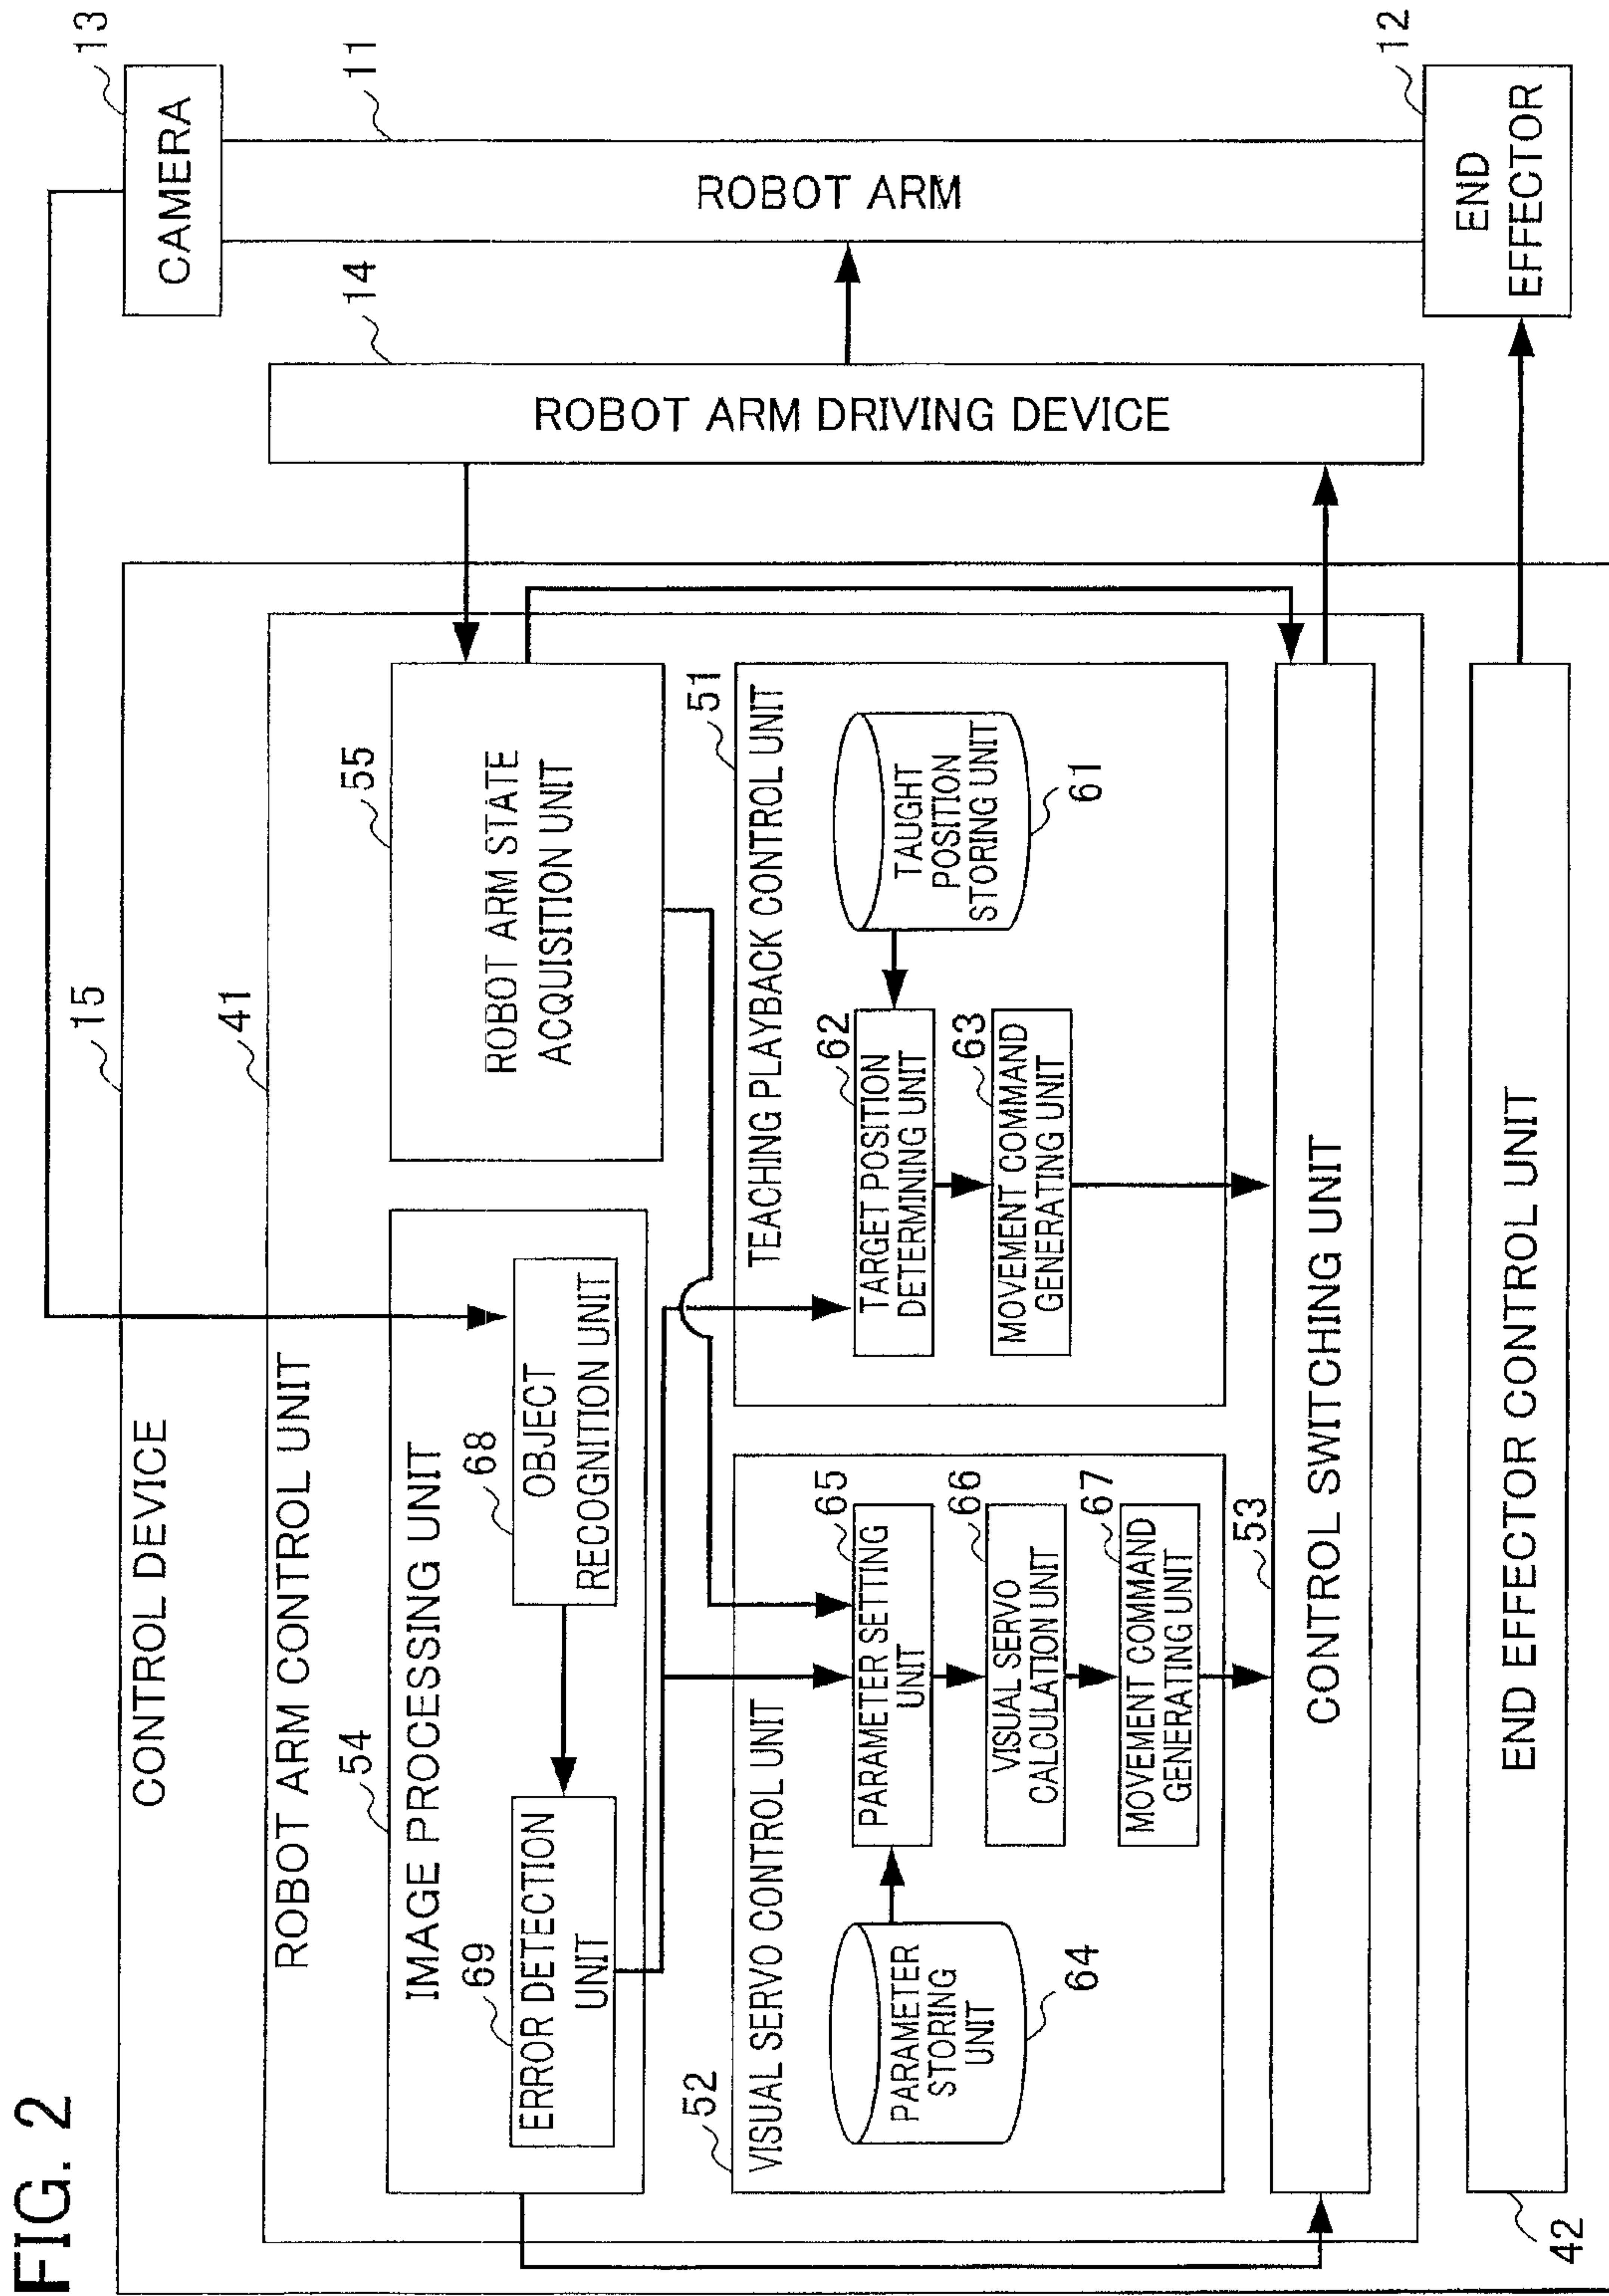 FIG. 2
CONTROL DEVICE
15
ROBOT ARM CONTROL UNIT
41
54
IMAGE PROCESSING UNIT
69
ERROR DETECTION
UNIT
68
OBJECT
RECOGNITION UNIT
55
ROBOT ARM STATE
ACQUISITION UNIT
52
VISUAL SERVO CONTROL UNIT
PARAMETER
STORING
UNIT
64
65
PARAMETER SETTING
UNIT
66
VISUAL SERVO
CALCULATION UNIT
67
MOVEMENT COMMAND
GENERATING UNIT
51
TEACHING PLAYBACK CONTROL UNIT
62
TARGET POSITION
DETERMINING UNIT
63
MOVEMENT COMMAND
GENERATING UNIT
TAUGHT
POSITION
STORING UNIT
61
53
CONTROL SWITCHING UNIT
42
END EFFECTOR CONTROL UNIT
14
ROBOT ARM DRIVING DEVICE
13
CAMERA
11
ROBOT ARM
12
END
EFFECTOR